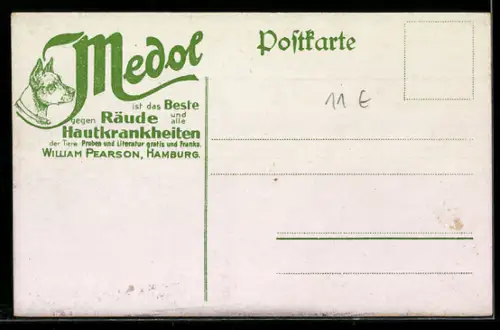 Medol
ist das Beste
gegen Räude und alle
Hautkrankheiten
der Tiere. Proben und Literatur gratis und franko.
WILLIAM PEARSON, HAMBURG.
Postkarte
11 €